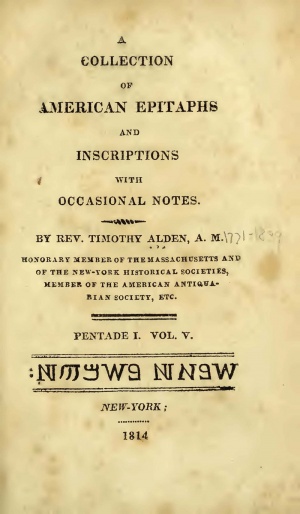 A
COLLECTION
OF
AMERICAN EPITAPHS
AND
INSCRIPTIONS
WITH
OCCASIONAL NOTES.
BY REV. TIMOTHY ALDEN, A. M. 1771-1839
HONORARY MEMBER OF THE MASSACHUSETTS AND
OF THE NEW-YORK HISTORICAL SOCIETIES,
MEMBER OF THE AMERICAN ANTIQUA-
RIAN SOCIETY, ETC.
PENTADE I. VOL. V.
NEW-YORK;
1814